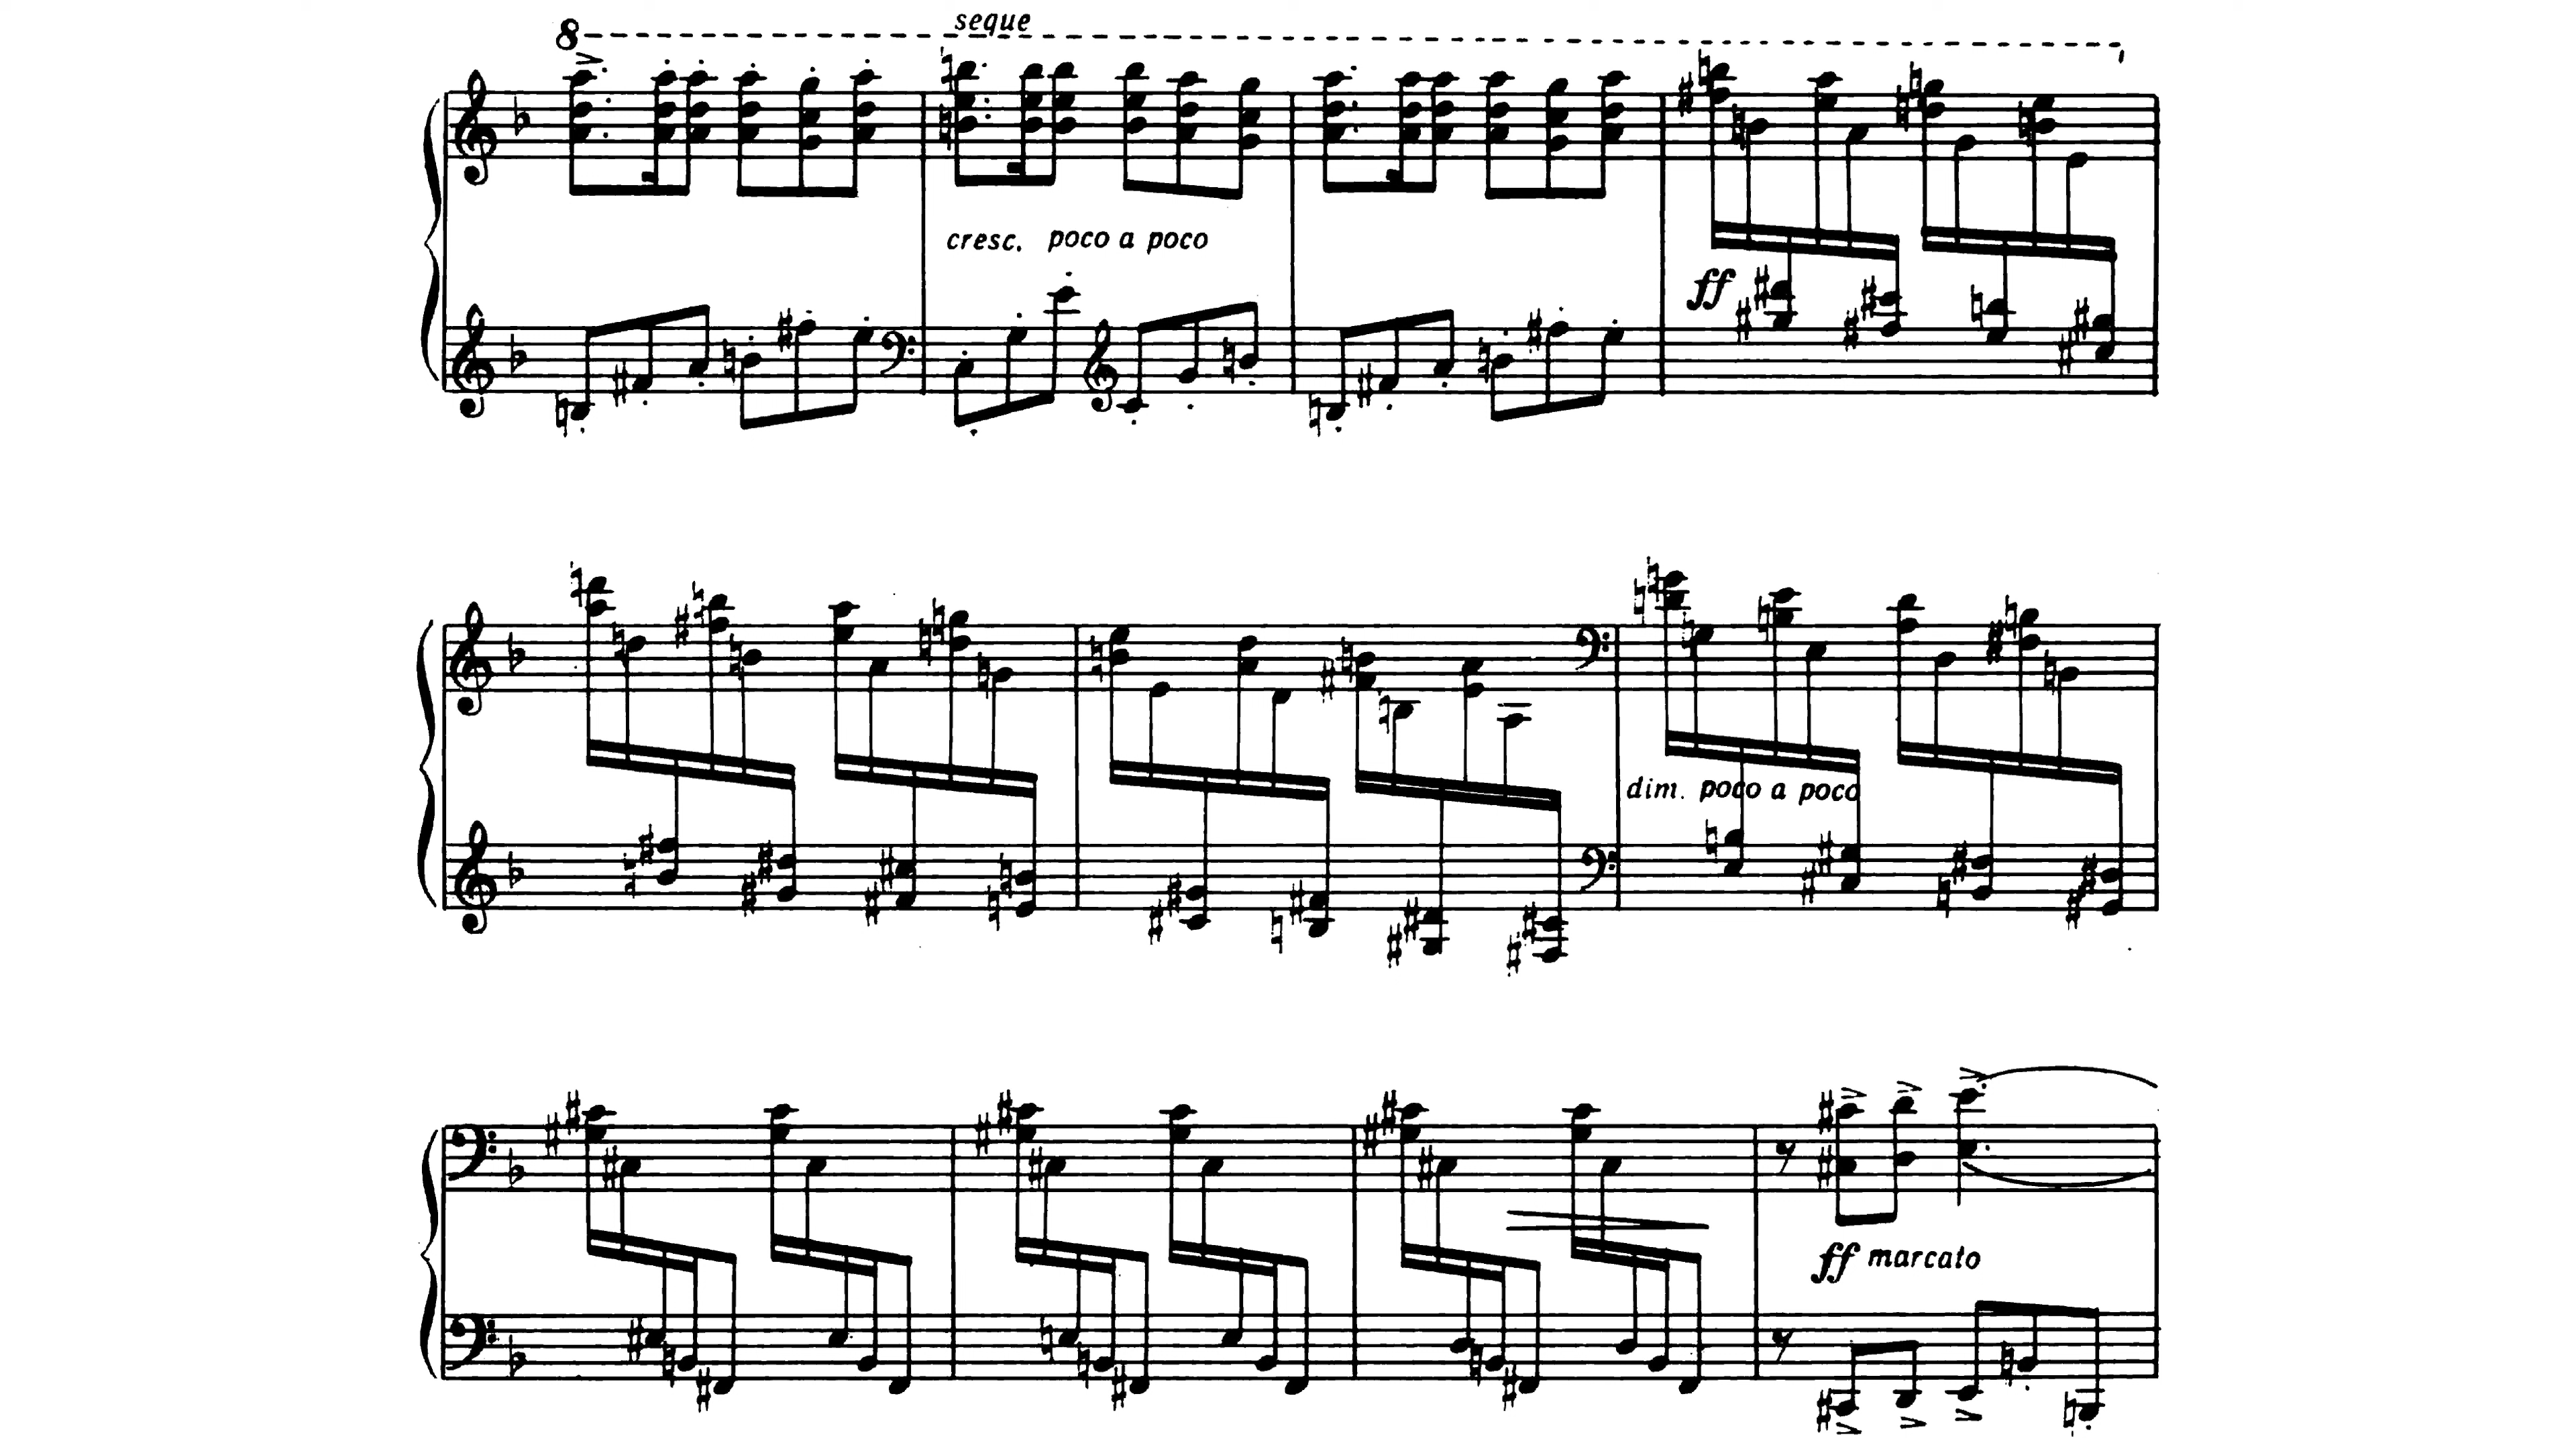 seque
8
cresc. poco a poco
ff
dim. poco a poco
ff marcato